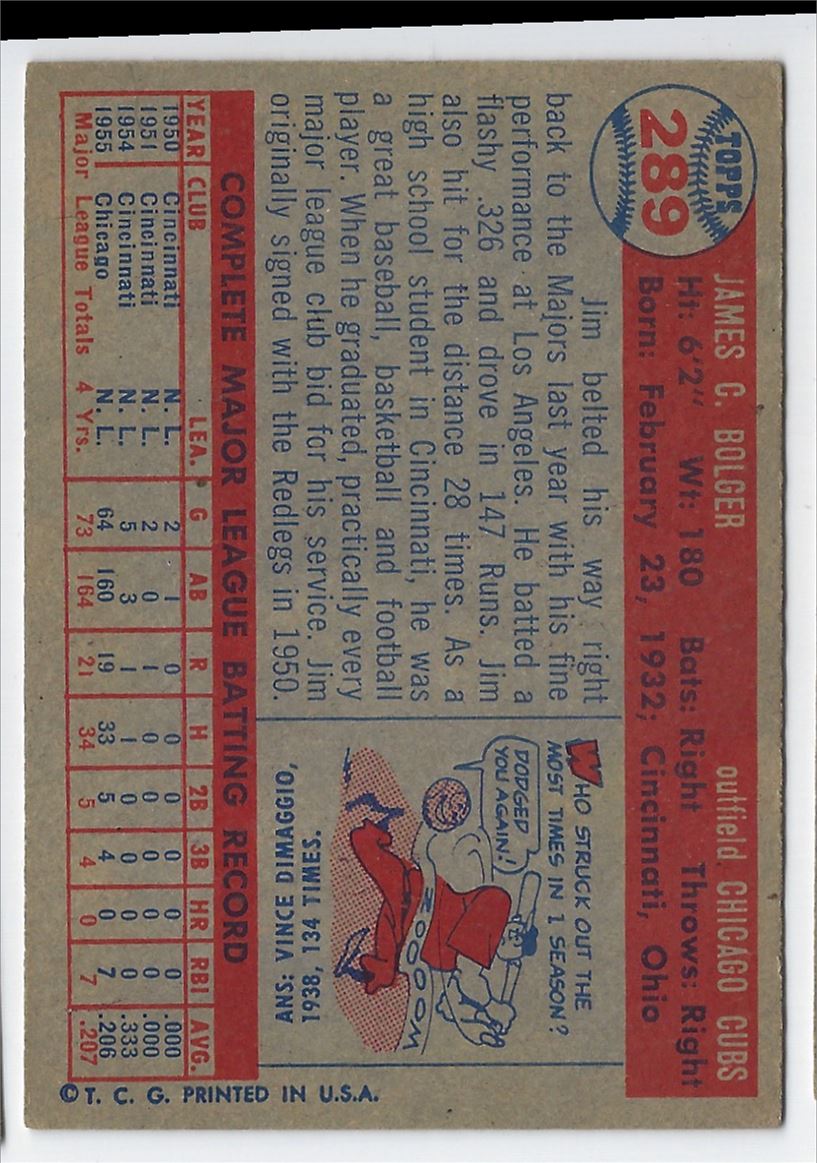 TOPPS
289
JAMES C. BOLGER outfield CHICAGO CUBS
Ht: 6'2" Wt: 180 Bats: Right Throws: Right
Born: February 23, 1932; Cincinnati, Ohio
Jim belted his way right
back to the Majors last year with his fine
performance at Los Angeles. He batted a
flashy .326 and drove in 147 Runs. Jim
also hit for the distance 28 times. As a
high school student in Cincinnati, he was
a great baseball, basketball and football
player. When he graduated, practically every
major league club bid for his service. Jim
originally signed with the Redlegs in 1950.
WHO STRUCK OUT THE
MOST TIMES IN 1 SEASON?
DODGED
YOU AGAIN!
ZOOOOM
ANS: VINCE DIMAGGIO,
1938, 134 TIMES.
COMPLETE MAJOR LEAGUE BATTING RECORD
YEAR CLUB LEA. G AB R H 2B 3B HR RBI AVG.
1950 Cincinnati N. L. 2 1 0 0 0 0 0 0 .000
1951 Cincinnati N. L. 2 0 1 0 0 0 0 0 .000
1954 Cincinnati N. L. 5 3 1 1 0 0 0 0 .333
1955 Chicago N. L. 64 160 19 33 5 4 0 7 .206
Major League Totals 4 Yrs. 73 164 21 34 5 4 0 7 .207
© T. C. G. PRINTED IN U.S.A.